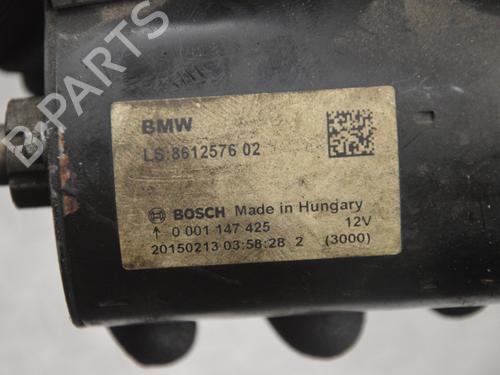 B-PARTS
BMW
LS:8612576 02
BOSCH Made in Hungary
↑ 0 001 147 425 12V
20150213 03:58:28 2 (3000)